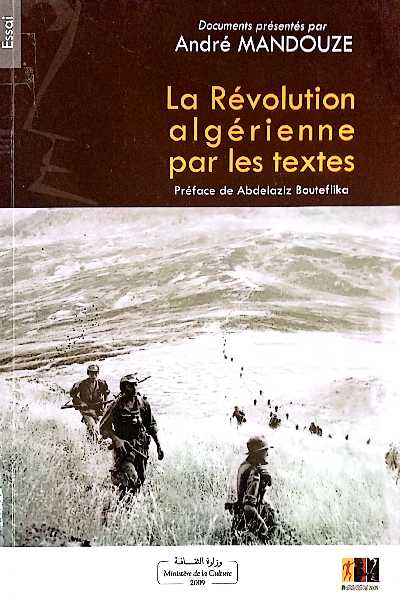 Essai
Documents présentés par
André MANDOUZE
La Révolution
algérienne
par les textes
Préface de Abdelaziz Bouteflika
وزارة الثقافة
Ministère de la Culture
2009